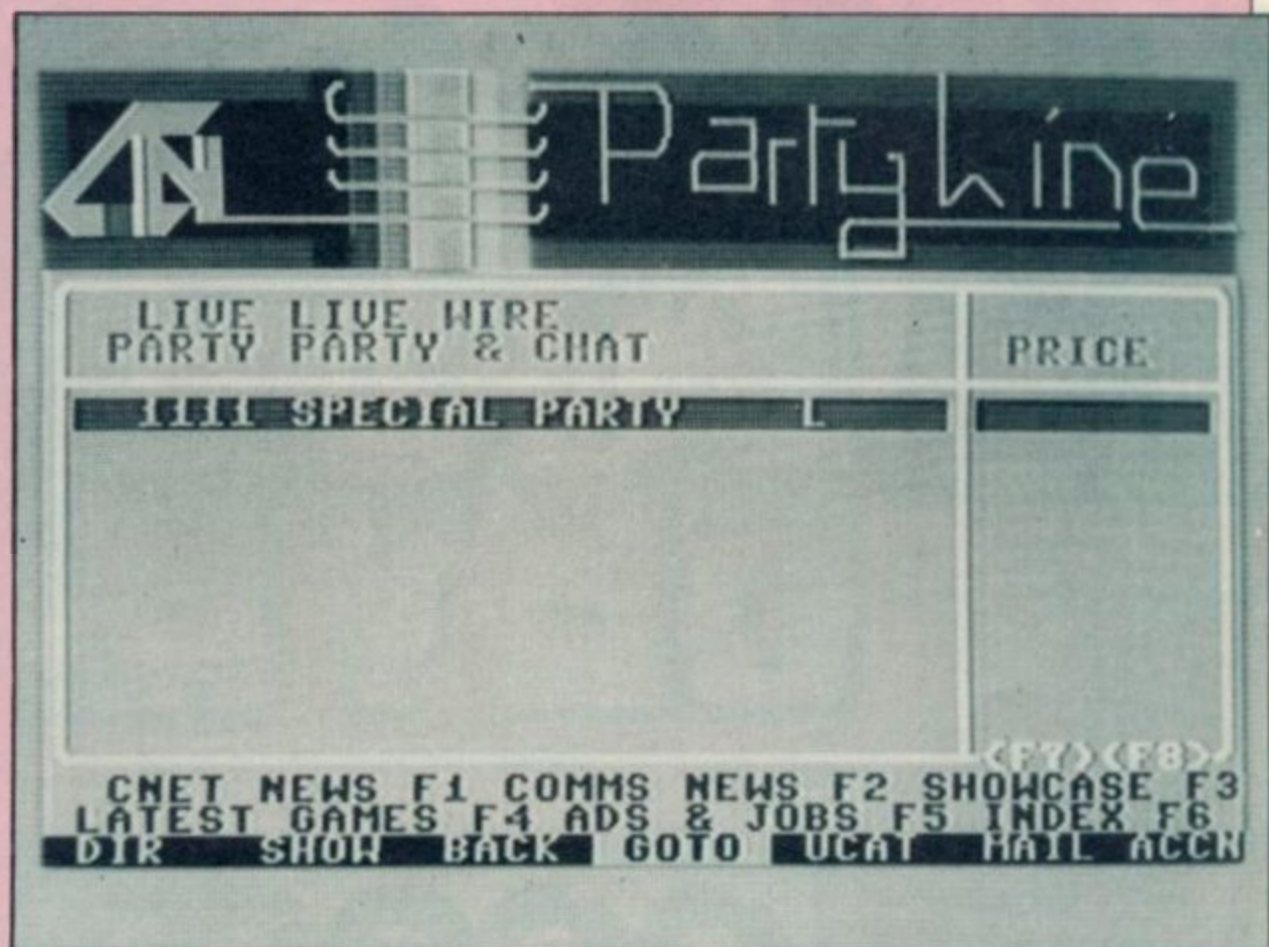 PartyLine
LIVE LIVE WIRE
PARTY PARTY & CHAT
PRICE
1111 SPECIAL PARTY L
<F7><F8>
CNET NEWS F1 COMMS NEWS F2 SHOWCASE F3
LATEST GAMES F4 ADS & JOBS F5 INDEX F6
DIR SHOW BACK GOTO UCAT MAIL ACCN